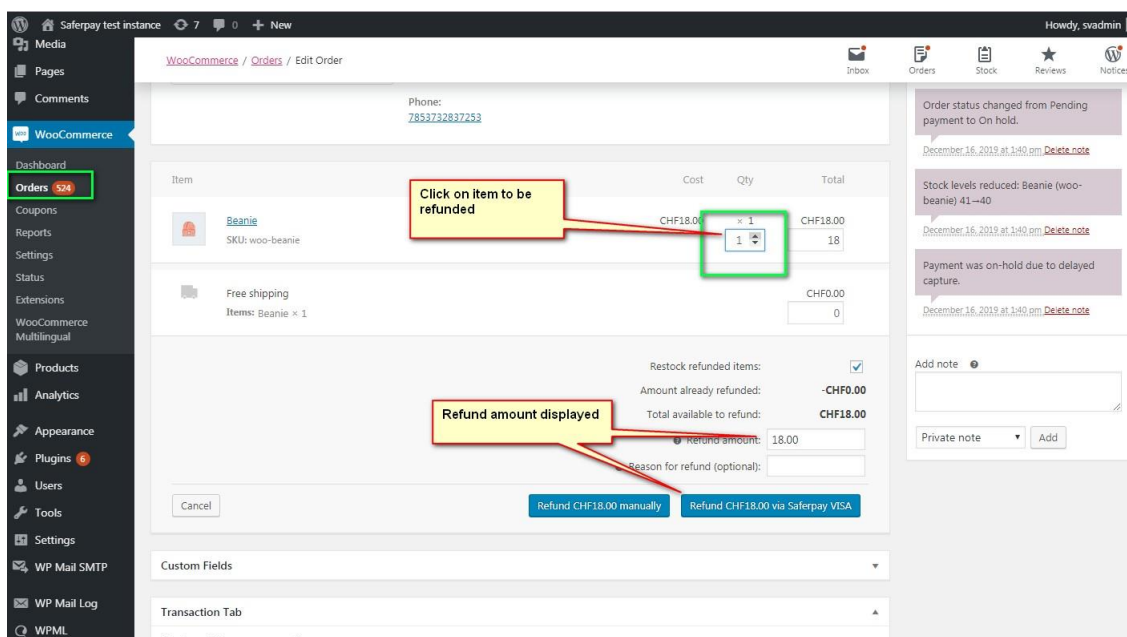 Saferpay test instance 7 0 + New Howdy, svadmin
Media
Pages
Comments
WooCommerce
Dashboard
Orders 524
Coupons
Reports
Settings
Status
Extensions
WooCommerce
Multilingual
Products
Analytics
Appearance
Plugins 6
Users
Tools
Settings
WP Mail SMTP
WP Mail Log
WPML
WooCommerce / Orders / Edit Order
Inbox
Orders
Stock
Reviews
Notices
Phone:
7853732837253
Item Cost Qty Total
Click on item to be
refunded
Beanie CHF18.00 × 1 CHF18.00
SKU: woo-beanie 1 18
Free shipping CHF0.00
Items: Beanie × 1 0
Restock refunded items:
Amount already refunded: -CHF0.00
Total available to refund: CHF18.00
Refund amount displayed
Refund amount: 18.00
Reason for refund (optional):
Cancel
Refund CHF18.00 manually
Refund CHF18.00 via Saferpay VISA
Custom Fields
Transaction Tab
Order status changed from Pending
payment to On hold.
December 16, 2019 at 1:40 pm Delete note
Stock levels reduced: Beanie (woo-
beanie) 41→40
December 16, 2019 at 1:40 pm Delete note
Payment was on-hold due to delayed
capture.
December 16, 2019 at 1:40 pm Delete note
Add note
Private note Add